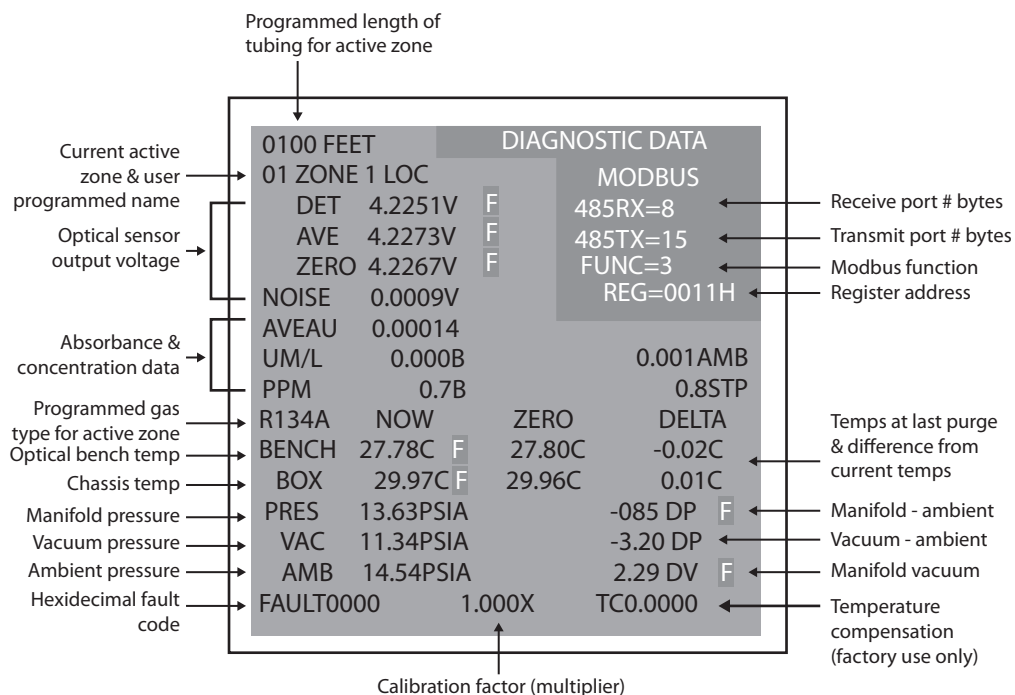 Programmed length of
tubing for active zone
Current active
zone & user
programmed name
Optical sensor
output voltage
Absorbance &
concentration data
Programmed gas
type for active zone
Optical bench temp
Chassis temp
Manifold pressure
Vacuum pressure
Ambient pressure
Hexidecimal fault
code
0100 FEET DIAGNOSTIC DATA
01 ZONE 1 LOC MODBUS
DET 4.2251V F 485RX=8
AVE 4.2273V F 485TX=15
ZERO 4.2267V F FUNC=3
NOISE 0.0009V REG=0011H
AVEAU 0.00014
UM/L 0.000B 0.001AMB
PPM 0.7B 0.8STP
R134A NOW ZERO DELTA
BENCH 27.78C F 27.80C -0.02C
BOX 29.97C F 29.96C 0.01C
PRES 13.63PSIA -085 DP F
VAC 11.34PSIA -3.20 DP
AMB 14.54PSIA 2.29 DV F
FAULT0000 1.000X TC0.0000
Receive port # bytes
Transmit port # bytes
Modbus function
Register address
Temps at last purge
& difference from
current temps
Manifold - ambient
Vacuum - ambient
Manifold vacuum
Temperature
compensation
(factory use only)
Calibration factor (multiplier)